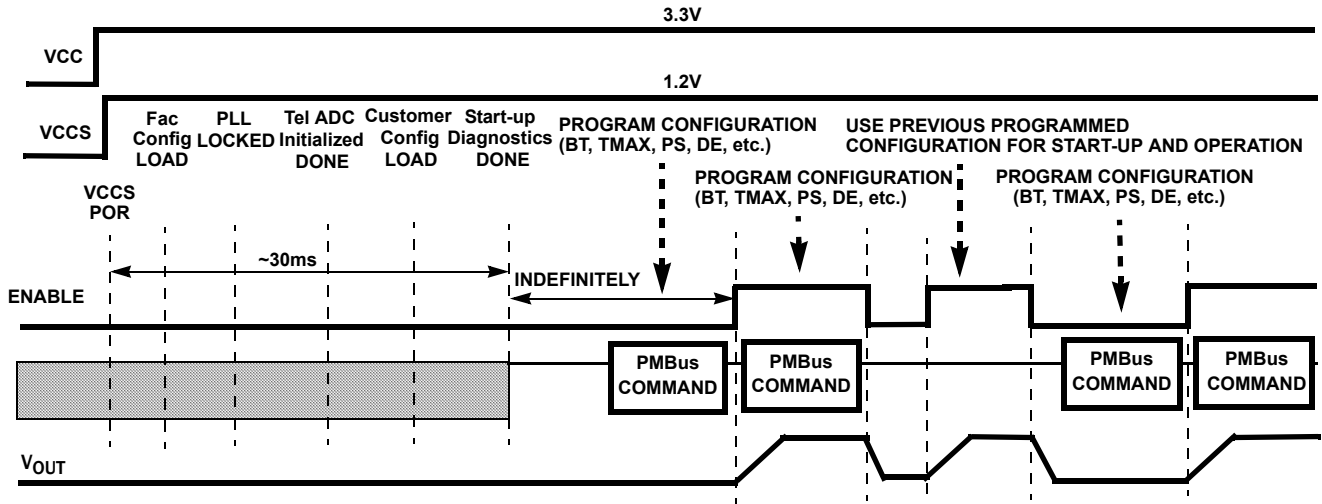 3.3V
VCC
1.2V
VCCS
Fac
Config
LOAD
PLL
LOCKED
Tel ADC
Initialized
DONE
Customer
Config
LOAD
Start-up
Diagnostics
DONE
PROGRAM CONFIGURATION
(BT, TMAX, PS, DE, etc.)
USE PREVIOUS PROGRAMMED
CONFIGURATION FOR START-UP AND OPERATION
PROGRAM CONFIGURATION
(BT, TMAX, PS, DE, etc.)
PROGRAM CONFIGURATION
(BT, TMAX, PS, DE, etc.)
VCCS
POR
~30ms
INDEFINITELY
ENABLE
PMBus
COMMAND
PMBus
COMMAND
PMBus
COMMAND
PMBus
COMMAND
VOUT